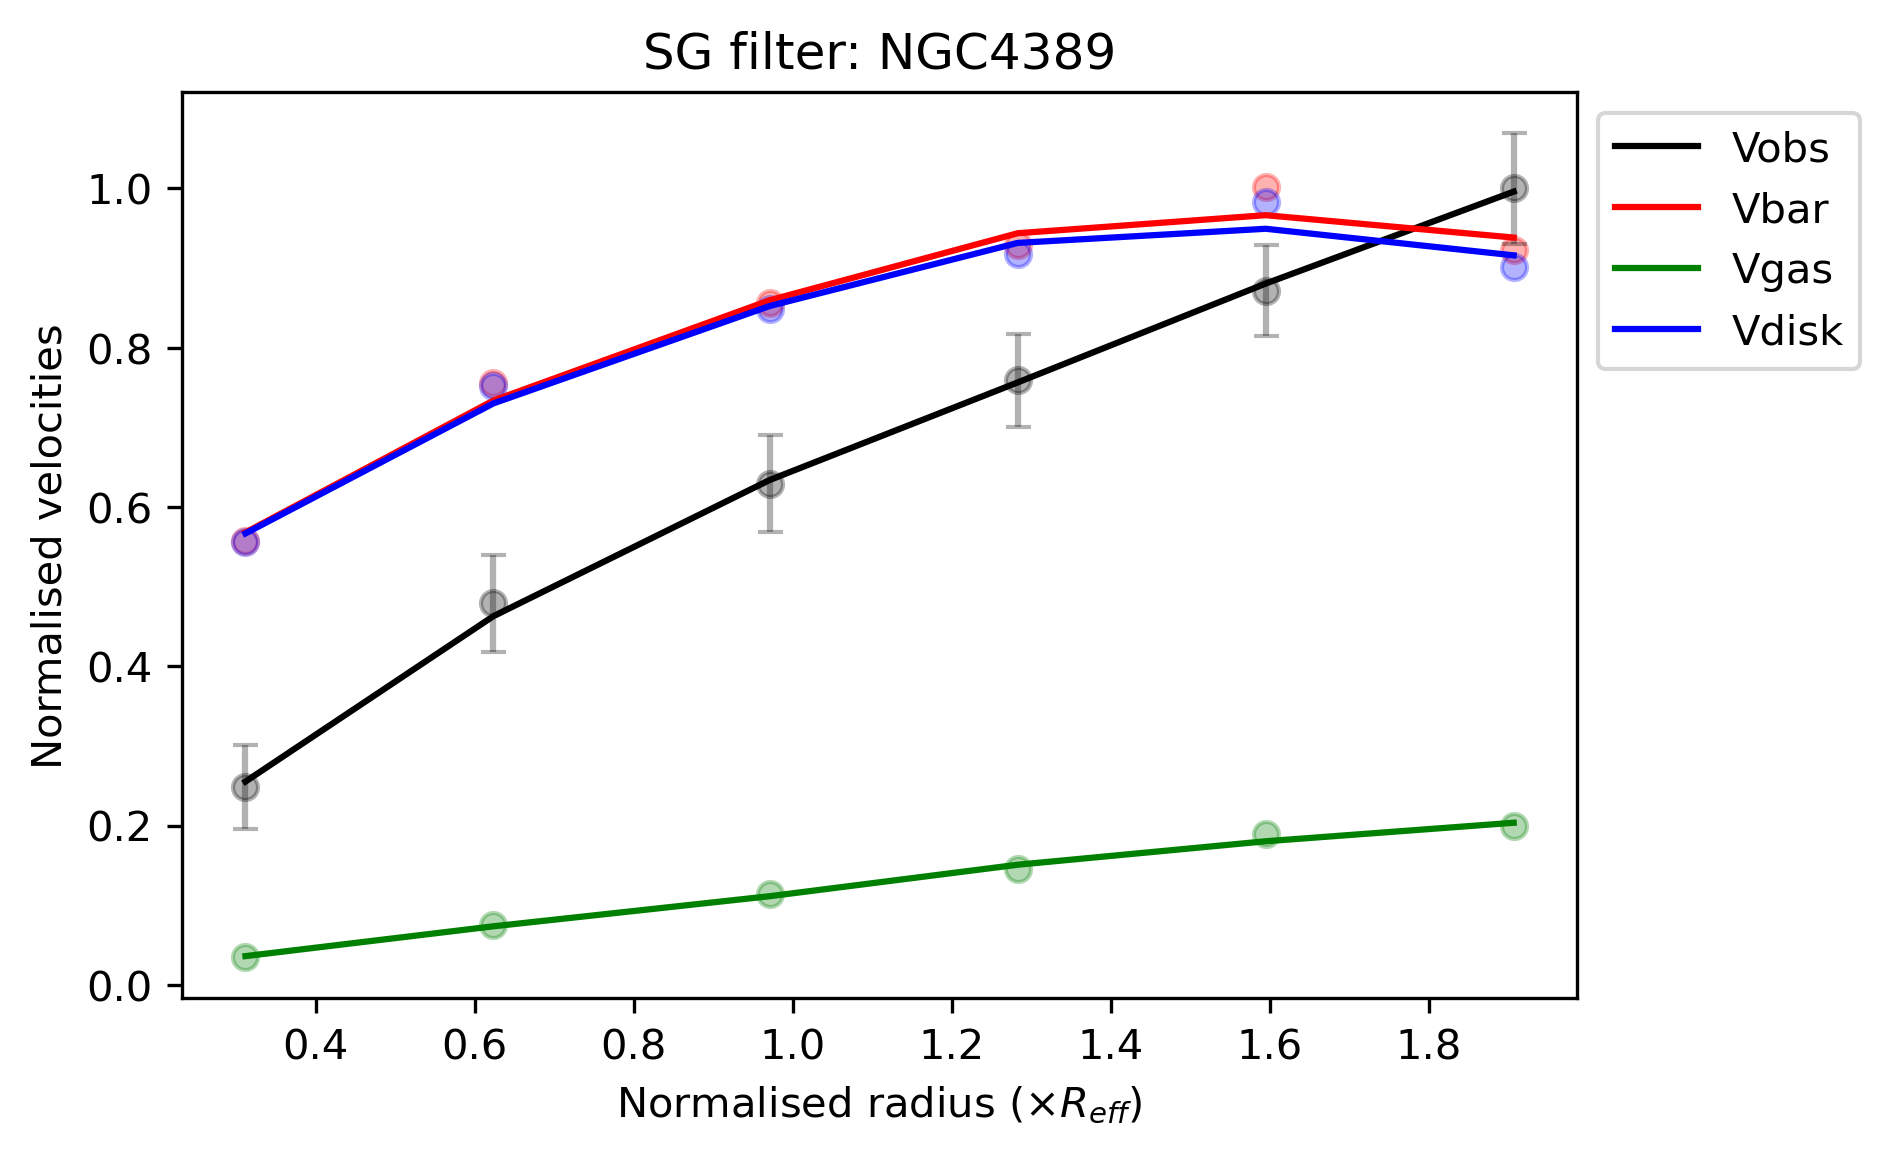 SG filter: NGC4389
Vobs
Vbar
Vgas
Vdisk
Normalised velocities
1.0
0.8
0.6
0.4
0.2
0.0
0.4 0.6 0.8 1.0 1.2 1.4 1.6 1.8
Normalised radius (×R_eff)